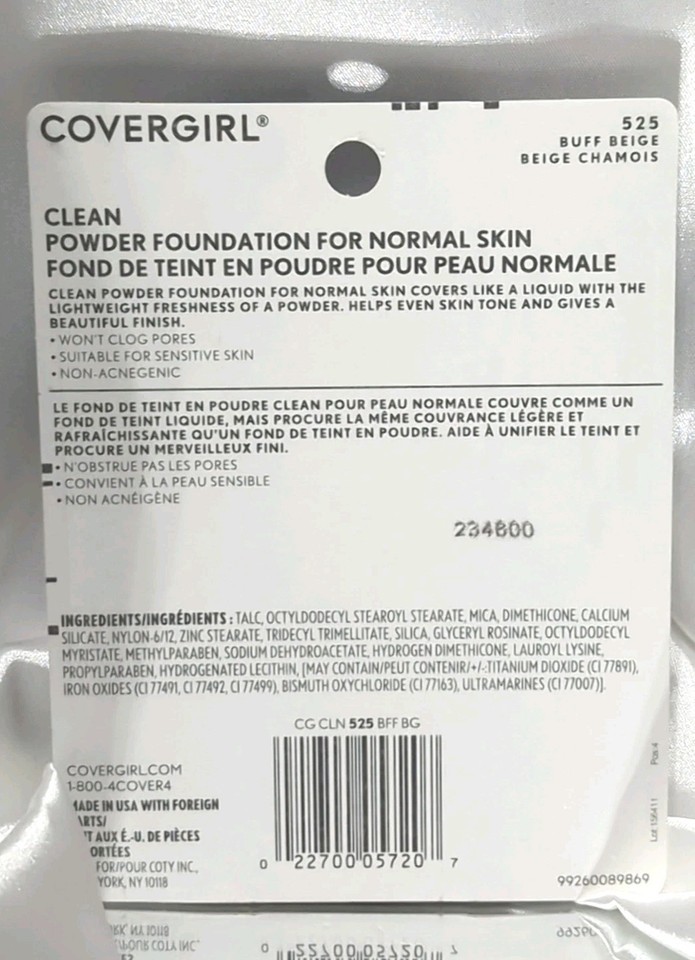 COVERGIRL®
525
BUFF BEIGE
BEIGE CHAMOIS
CLEAN
POWDER FOUNDATION FOR NORMAL SKIN
FOND DE TEINT EN POUDRE POUR PEAU NORMALE
CLEAN POWDER FOUNDATION FOR NORMAL SKIN COVERS LIKE A LIQUID WITH THE
LIGHTWEIGHT FRESHNESS OF A POWDER. HELPS EVEN SKIN TONE AND GIVES A
BEAUTIFUL FINISH.
• WON'T CLOG PORES
• SUITABLE FOR SENSITIVE SKIN
• NON-ACNEGENIC
LE FOND DE TEINT EN POUDRE CLEAN POUR PEAU NORMALE COUVRE COMME UN
FOND DE TEINT LIQUIDE, MAIS PROCURE LA MÊME COUVRANCE LÉGÈRE ET
RAFRAÎCHISSANTE QU'UN FOND DE TEINT EN POUDRE. AIDE À UNIFIER LE TEINT ET
PROCURE UN MERVEILLEUX FINI.
• N'OBSTRUE PAS LES PORES
• CONVIENT À LA PEAU SENSIBLE
• NON ACNÉIGÈNE
234800
INGREDIENTS/INGRÉDIENTS : TALC, OCTYLDODECYL STEAROYL STEARATE, MICA, DIMETHICONE, CALCIUM
SILICATE, NYLON-6/12, ZINC STEARATE, TRIDECYL TRIMELLITATE, SILICA, GLYCERYL ROSINATE, OCTYLDODECYL
MYRISTATE, METHYLPARABEN, SODIUM DEHYDROACETATE, HYDROGEN DIMETHICONE, LAUROYL LYSINE,
PROPYLPARABEN, HYDROGENATED LECITHIN, [MAY CONTAIN/PEUT CONTENIR/+/-:TITANIUM DIOXIDE (CI 77891),
IRON OXIDES (CI 77491, CI 77492, CI 77499), BISMUTH OXYCHLORIDE (CI 77163), ULTRAMARINES (CI 77007)].
CG CLN 525 BFF BG
COVERGIRL.COM
1-800-4COVER4
MADE IN USA WITH FOREIGN
ARTS/
T AUX É.-U. DE PIÈCES
ORTÉES
FOR/POUR COTY INC.,
YORK, NY 10118
0 22700 05720 7
99260089869
Lot 156411 Pos 4